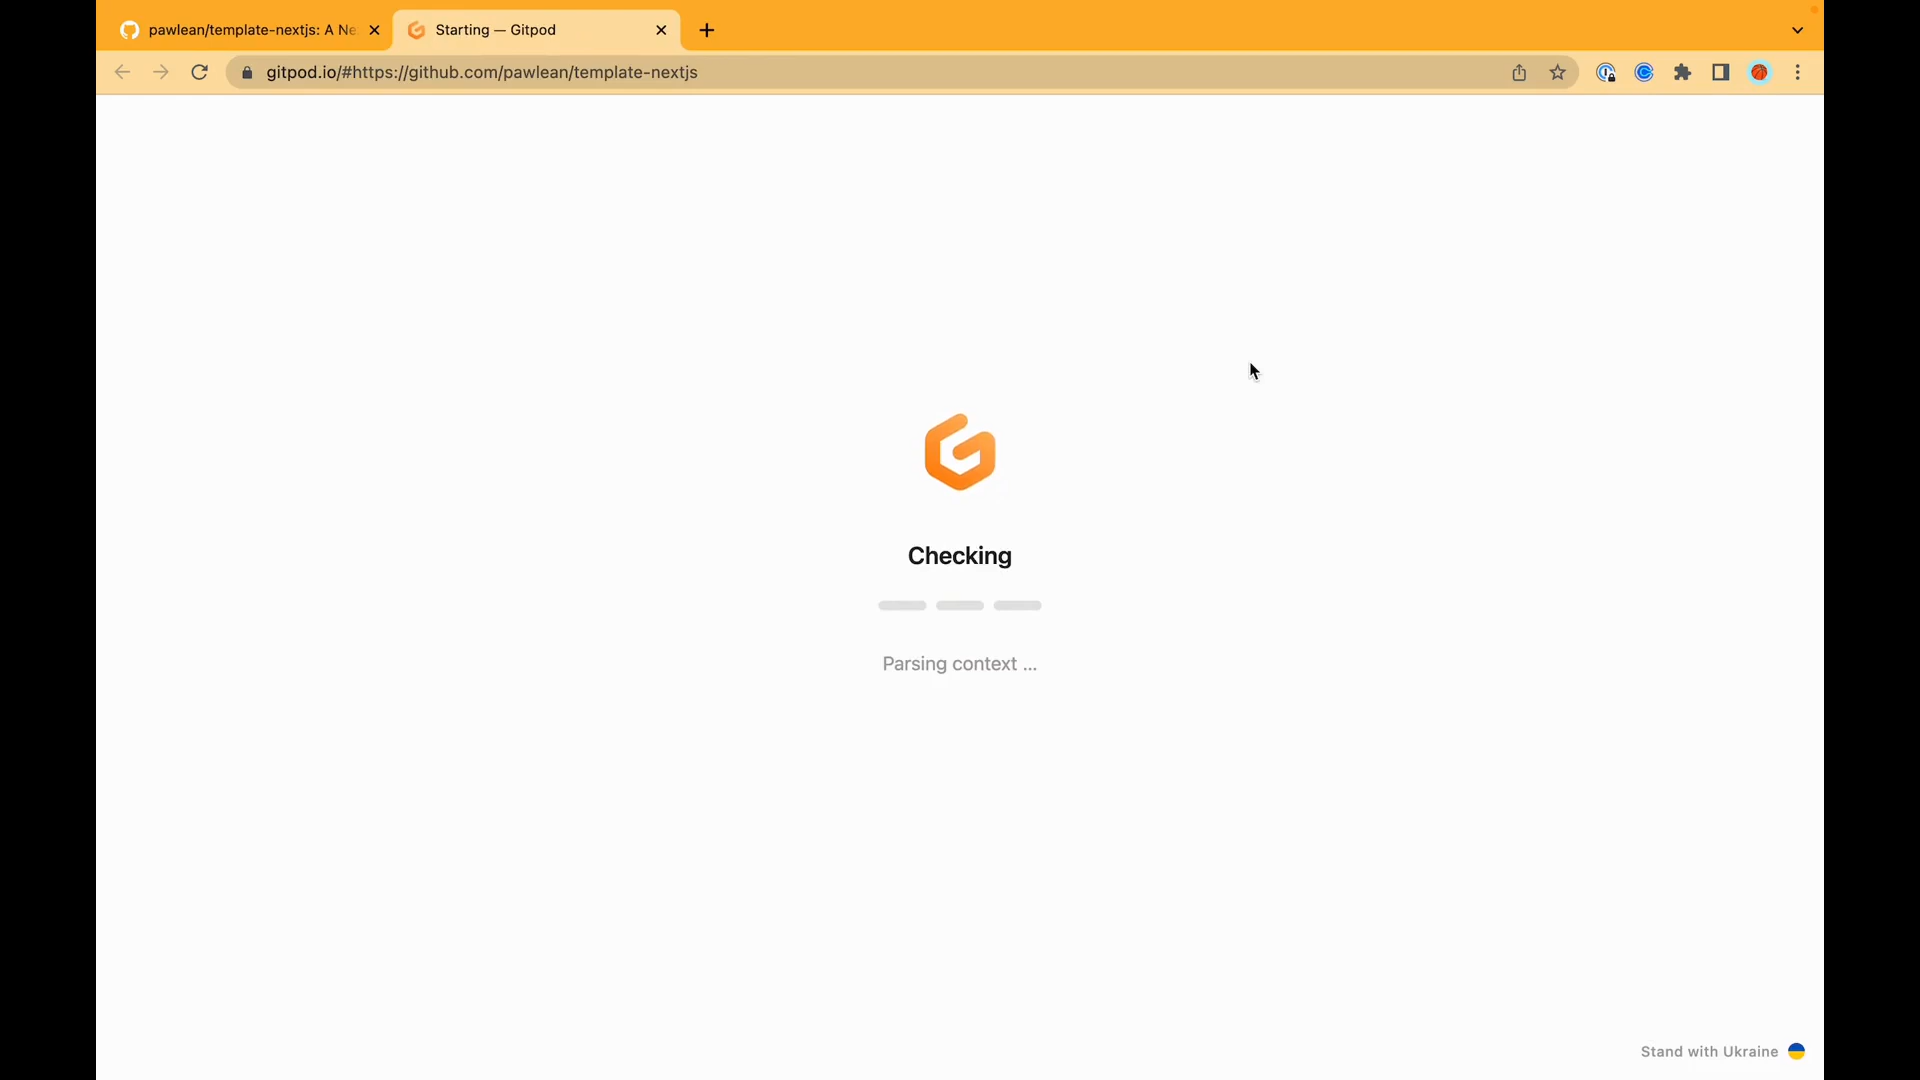 pawlean/template-nextjs: A Ne
Starting — Gitpod
gitpod.io/#https://github.com/pawlean/template-nextjs
Checking
Parsing context ...
Stand with Ukraine